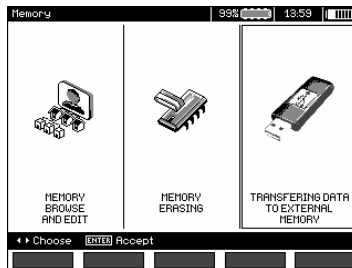 Memory 99% 13:59
MEMORY
BROWSE
AND EDIT
MEMORY
ERASING
TRANSFERING DATA
TO EXTERNAL
MEMORY
Choose ENTER Accept